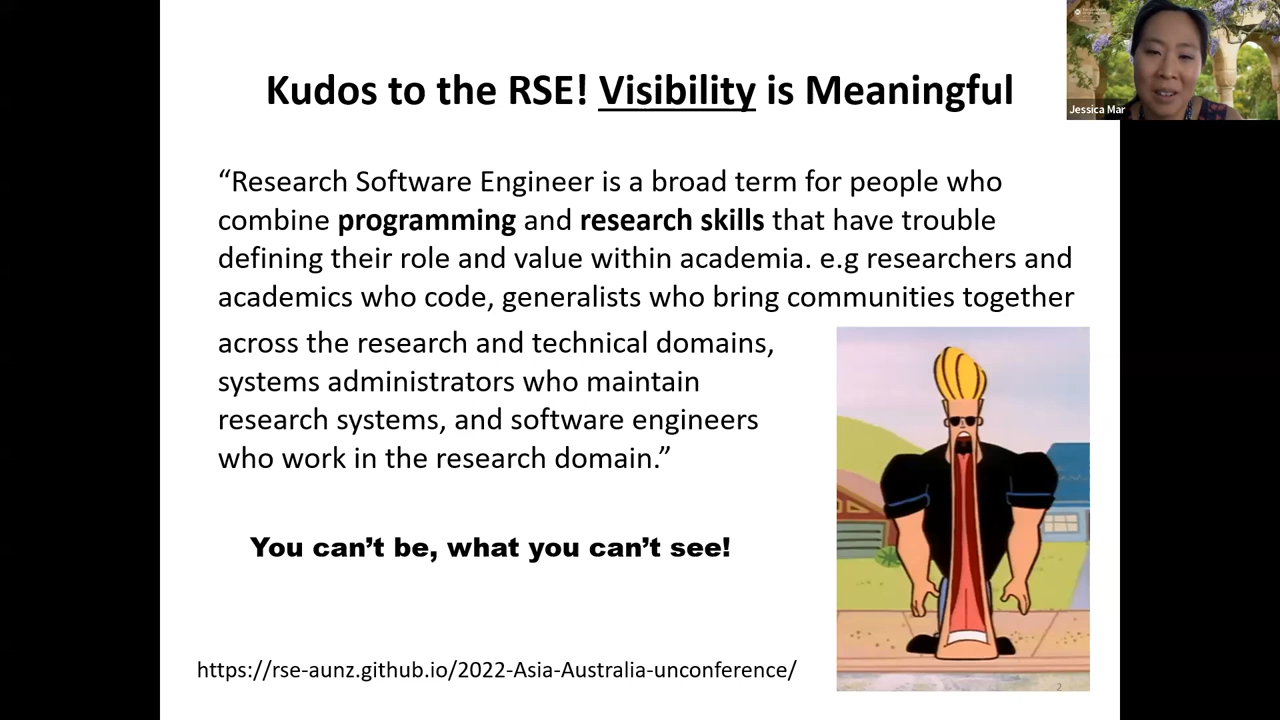 Kudos to the RSE! Visibility is Meaningful
Jessica Mar
“Research Software Engineer is a broad term for people who
combine programming and research skills that have trouble
defining their role and value within academia. e.g researchers and
academics who code, generalists who bring communities together
across the research and technical domains,
systems administrators who maintain
research systems, and software engineers
who work in the research domain.”
You can’t be, what you can’t see!
https://rse-aunz.github.io/2022-Asia-Australia-unconference/
2